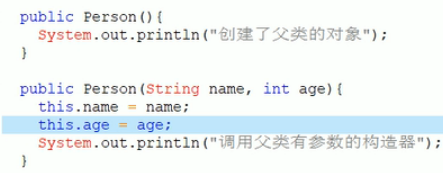 public Person(){
System.out.println("创建了父类的对象");
}
public Person(String name, int age){
this.name = name;
this.age = age;
System.out.println("调用父类有参数的构造器");
}